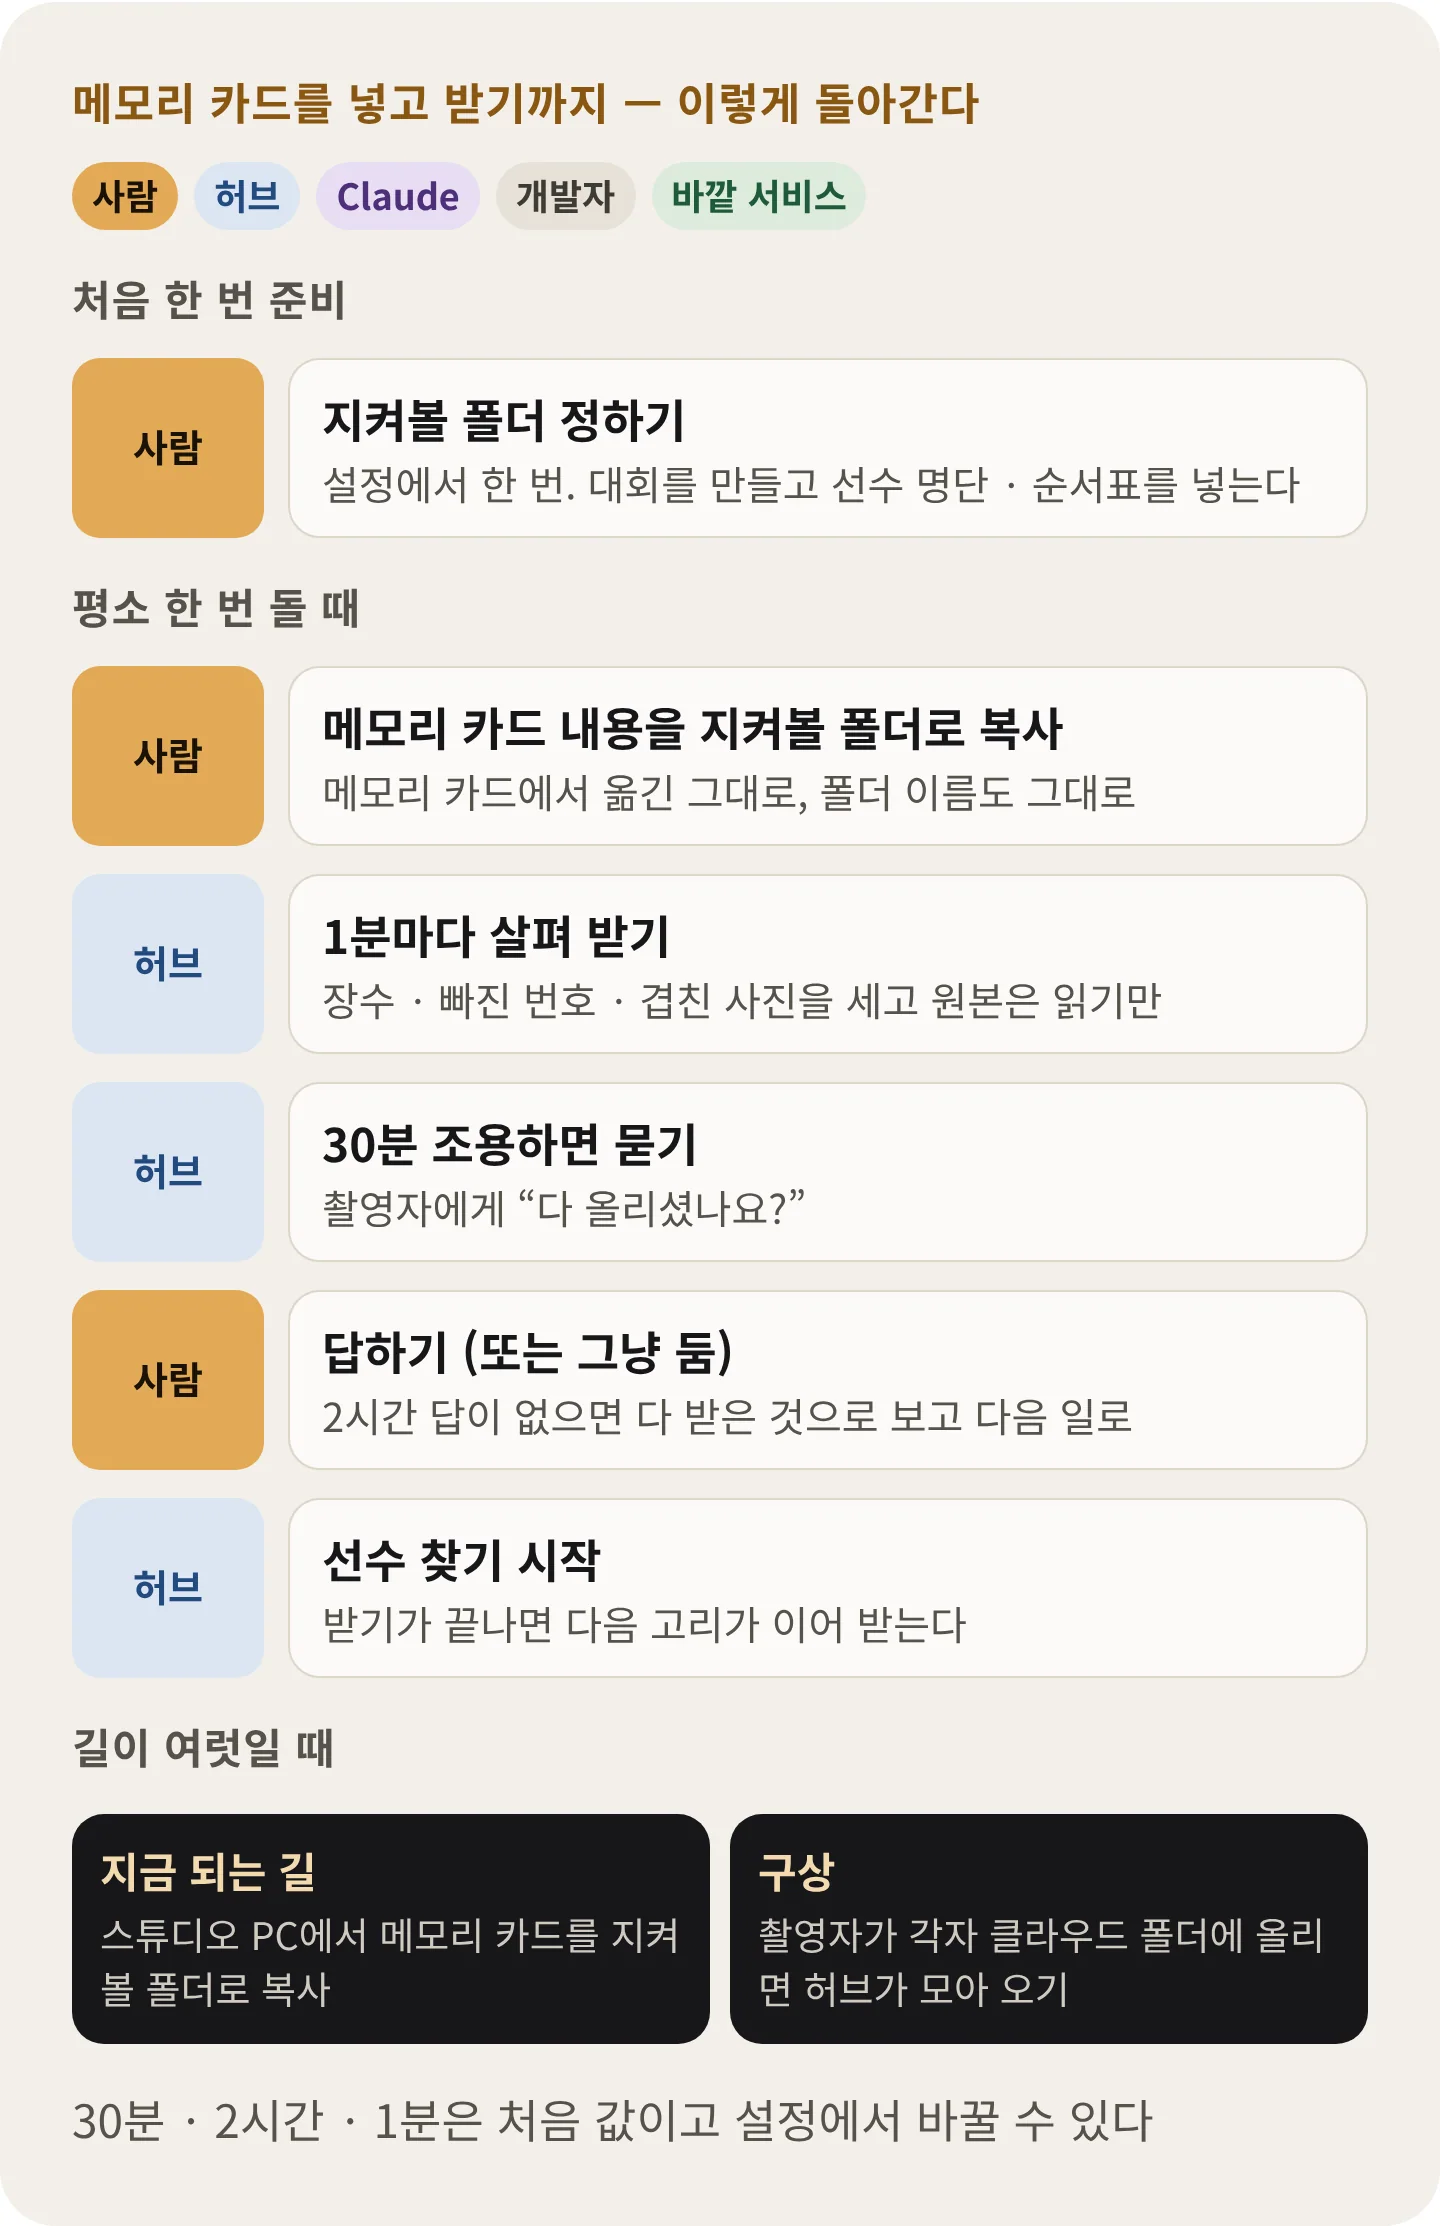 메모리 카드를 넣고 받기까지 — 이렇게 돌아간다
사람 허브 Claude 개발자 바깥 서비스
처음 한 번 준비
사람
지켜볼 폴더 정하기
설정에서 한 번. 대회를 만들고 선수 명단 · 순서표를 넣는다
평소 한 번 돌 때
사람
메모리 카드 내용을 지켜볼 폴더로 복사
메모리 카드에서 옮긴 그대로, 폴더 이름도 그대로
허브
1분마다 살펴 받기
장수 · 빠진 번호 · 겹친 사진을 세고 원본은 읽기만
허브
30분 조용하면 묻기
촬영자에게 “다 올리셨나요?”
사람
답하기 (또는 그냥 둠)
2시간 답이 없으면 다 받은 것으로 보고 다음 일로
허브
선수 찾기 시작
받기가 끝나면 다음 고리가 이어 받는다
길이 여럿일 때
지금 되는 길
스튜디오 PC에서 메모리 카드를 지켜
볼 폴더로 복사
구상
촬영자가 각자 클라우드 폴더에 올리
면 허브가 모아 오기
30분 · 2시간 · 1분은 처음 값이고 설정에서 바꿀 수 있다